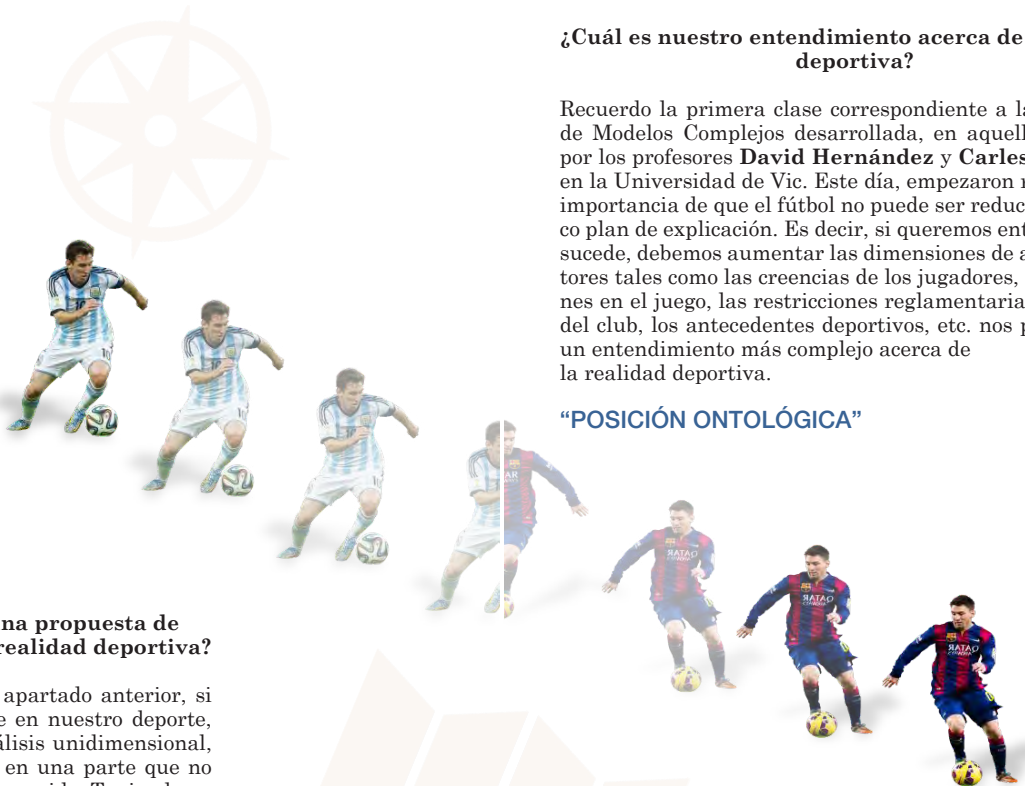 ¿Cuál es nuestro entendimiento acerca de
deportiva?
Recuerdo la primera clase correspondiente a
de Modelos Complejos desarrollada, en
por los profesores David Hernández y Carles
en la Universidad de Vic. Este día, empezaron
importancia de que el fútbol no puede ser
co plan de explicación. Es decir, si queremos
sucede, debemos aumentar las dimensiones de
tores tales como las creencias de los jugadores,
nes en el juego, las restricciones
del club, los antecedentes deportivos, etc. nos
un entendimiento más complejo acerca de
la realidad deportiva.
“POSICIÓN ONTOLÓGICA”
na propuesta de
realidad deportiva?
apartado anterior, si
e en nuestro deporte,
álisis unidimensional,
en una parte que no
QATAR
QATAR
QATAR